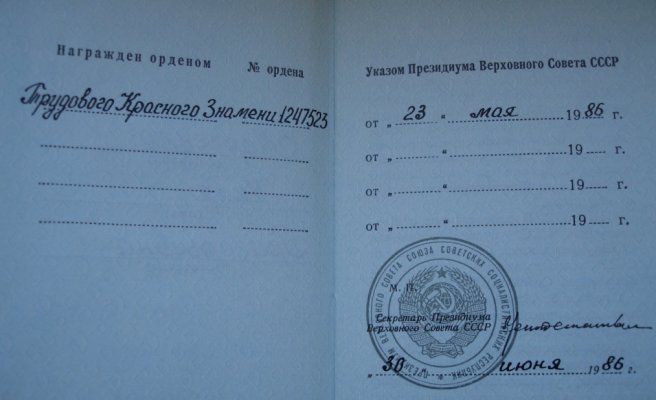 Награжден орденом № ордена
Трудового Красного Знамени 1247523
Указом Президиума Верховного Совета СССР
от „ 23 “ мая 1986 г.
от „ “ 19 г.
от „ “ 19 г.
от „ “ 19 г.
М. П.
Секретарь Президиума
Верховного Совета СССР
„ 30 “ июня 1986 г.